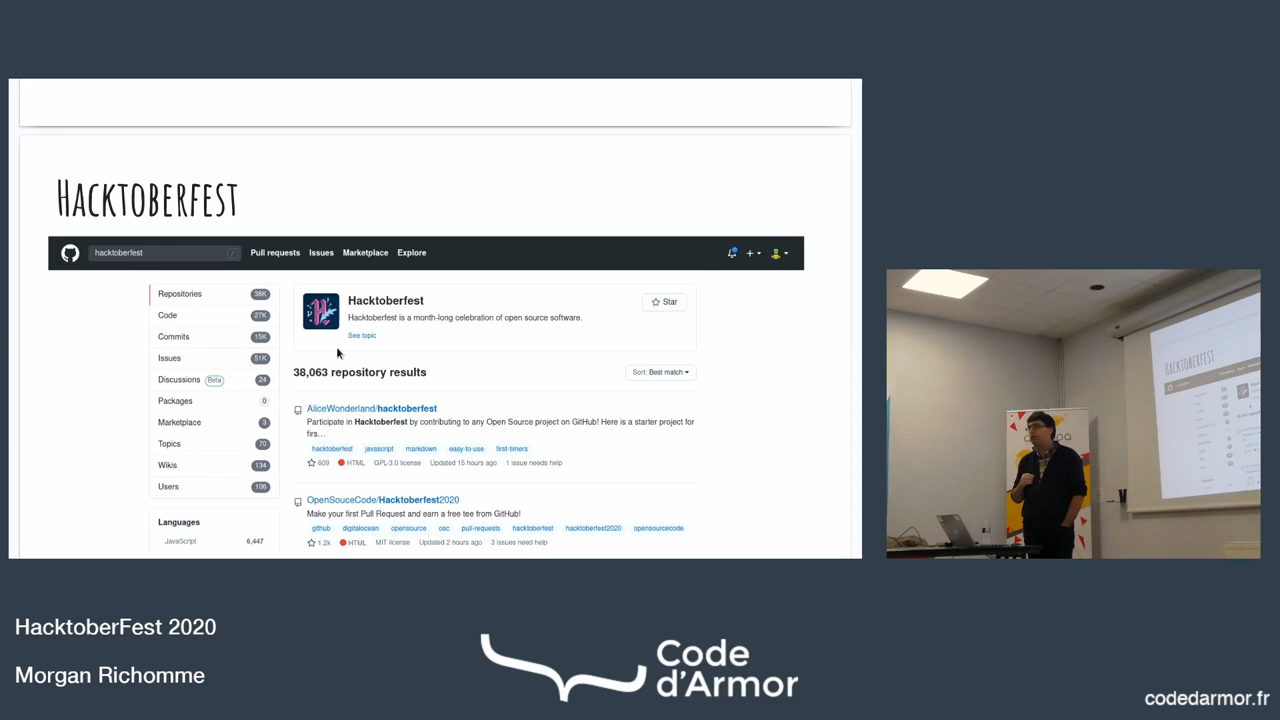 HACKTOBERFEST
hacktoberfest / Pull requests Issues Marketplace Explore
Repositories 38K
Code 27K
Commits 15K
Issues 51K
Discussions Beta 24
Packages 0
Marketplace 3
Topics 70
Wikis 134
Users 106
Languages
JavaScript 6,447
Hacktoberfest
Star
Hacktoberfest is a month-long celebration of open source software.
See topic
38,063 repository results
Sort: Best match
AliceWonderland/hacktoberfest
Participate in Hacktoberfest by contributing to any Open Source project on GitHub! Here is a starter project for
firs...
hacktoberfest javascript markdown easy-to-use first-timers
609 HTML GPL-3.0 license Updated 15 hours ago 1 issue needs help
OpenSouceCode/Hacktoberfest2020
Make your first Pull Request and earn a free tee from GitHub!
github digitalocean opensource osc pull-requests hacktoberfest hacktoberfest2020 opensourcecode
1.2k HTML MIT license Updated 2 hours ago 3 issues need help
HACKTOBERFEST
HacktoberFest 2020
Morgan Richomme
Code
d'Armor
codedarmor.fr